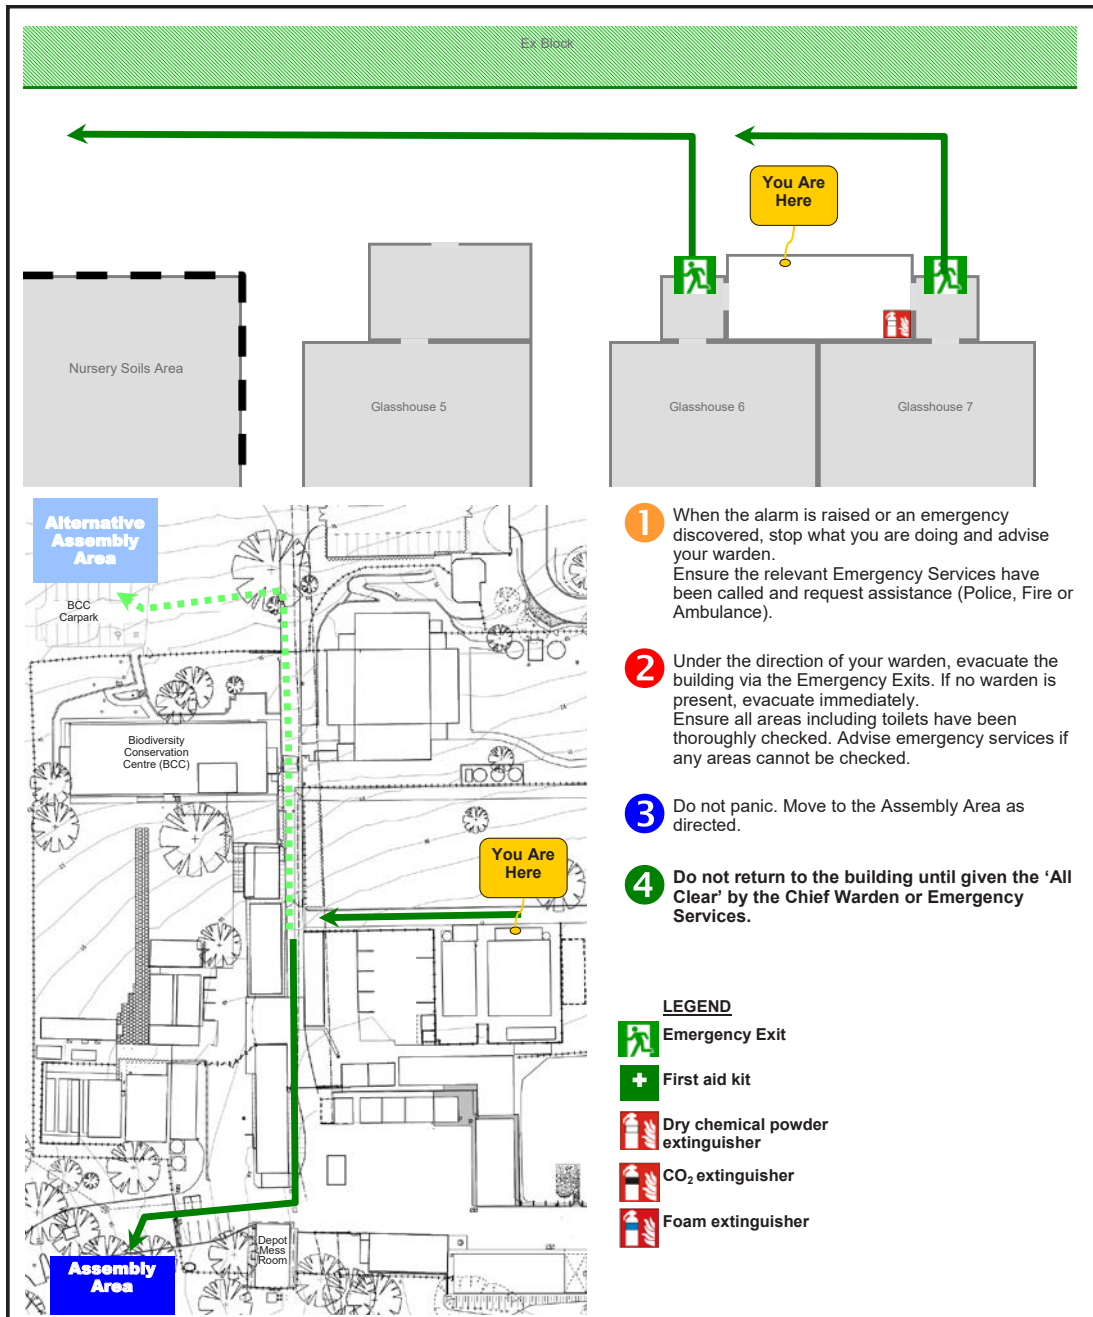 Ex Block
You Are
Here
Nursery Soils Area
Glasshouse 5
Glasshouse 6
Glasshouse 7
Alternative
Assembly
Area
BCC
Carpark
Biodiversity
Conservation
Centre (BCC)
You Are
Here
Depot
Mess
Room
Assembly
Area
1 When the alarm is raised or an emergency
discovered, stop what you are doing and advise
your warden.
Ensure the relevant Emergency Services have
been called and request assistance (Police, Fire or
Ambulance).
2 Under the direction of your warden, evacuate the
building via the Emergency Exits. If no warden is
present, evacuate immediately.
Ensure all areas including toilets have been
thoroughly checked. Advise emergency services if
any areas cannot be checked.
3 Do not panic. Move to the Assembly Area as
directed.
4 Do not return to the building until given the ‘All
Clear’ by the Chief Warden or Emergency
Services.
LEGEND
Emergency Exit
First aid kit
Dry chemical powder
extinguisher
CO₂ extinguisher
Foam extinguisher